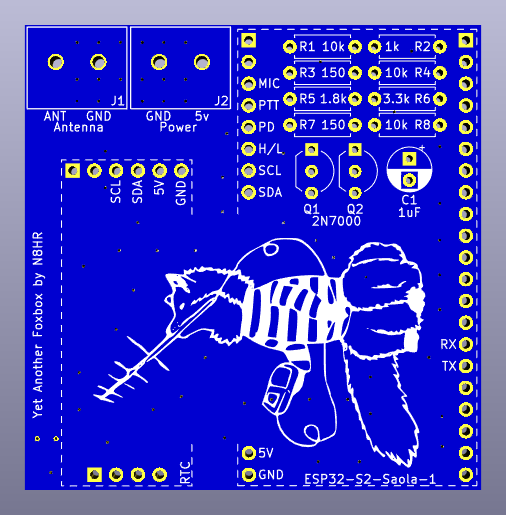 R1 10k
1k R2
R3 150
10k R4
R5 1.8k
3.3k R6
R7 150
10k R8
J1
J2
ANT GND
Antenna
GND 5v
Power
MIC
PTT
PD
H/L
SCL
SDA
+
C1
1uF
Q1
Q2
2N7000
SCL
SDA
5V
GND
Yet Another Foxbox by N8HR
RX
TX
5V
GND
RTC
ESP32-S2-Saola-1